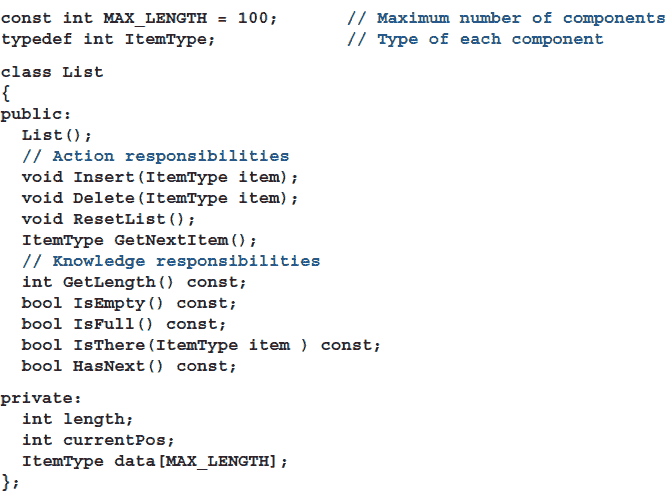 const int MAX_LENGTH = 100;       // Maximum number of components
typedef int ItemType;             // Type of each component
class List
{
public:
  List();
  // Action responsibilities
  void Insert(ItemType item);
  void Delete(ItemType item);
  void ResetList();
  ItemType GetNextItem();
  // Knowledge responsibilities
  int GetLength() const;
  bool IsEmpty() const;
  bool IsFull() const;
  bool IsThere(ItemType item ) const;
  bool HasNext() const;
private:
  int length;
  int currentPos;
  ItemType data[MAX_LENGTH];
};